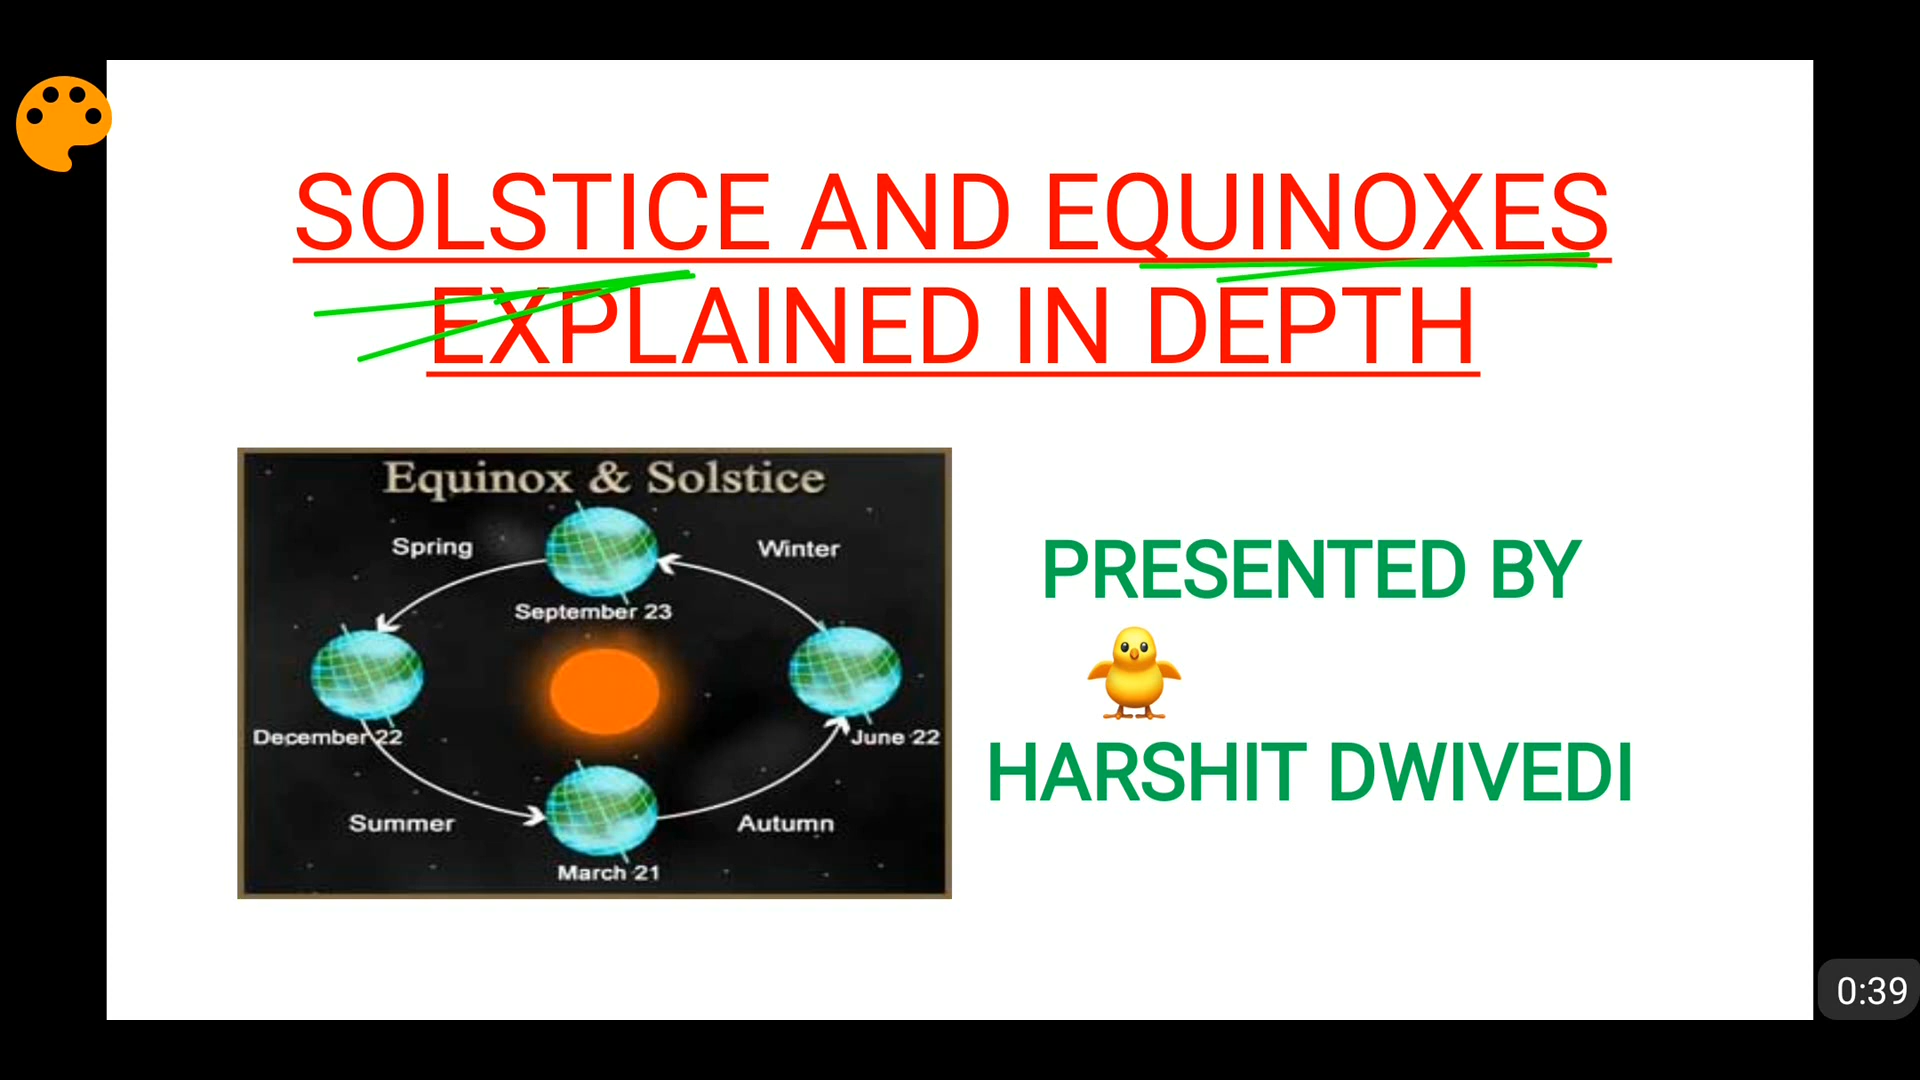 SOLSTICE AND EQUINOXES
EXPLAINED IN DEPTH
Equinox & Solstice
Spring
Winter
September 23
December 22
June 22
Summer
Autumn
March 21
PRESENTED BY
HARSHIT DWIVEDI
0:39